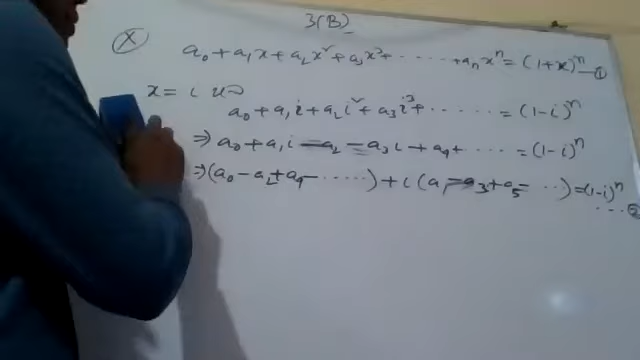 3(B)
(x) a₀ + a₁x + a₂x² + a₃x³ + ........ + aₙxⁿ = (1+x)ⁿ —①
x = i
a₀ + a₁i + a₂i² + a₃i³ + ...... = (1-i)ⁿ
⇒ a₀ + a₁i - a₂ - a₃i + a₄ + .... = (1-i)ⁿ
⇒ (a₀ - a₂ + a₄ - ......) + i(a₁ - a₃ + a₅ - ...) = (1-i)ⁿ
....②